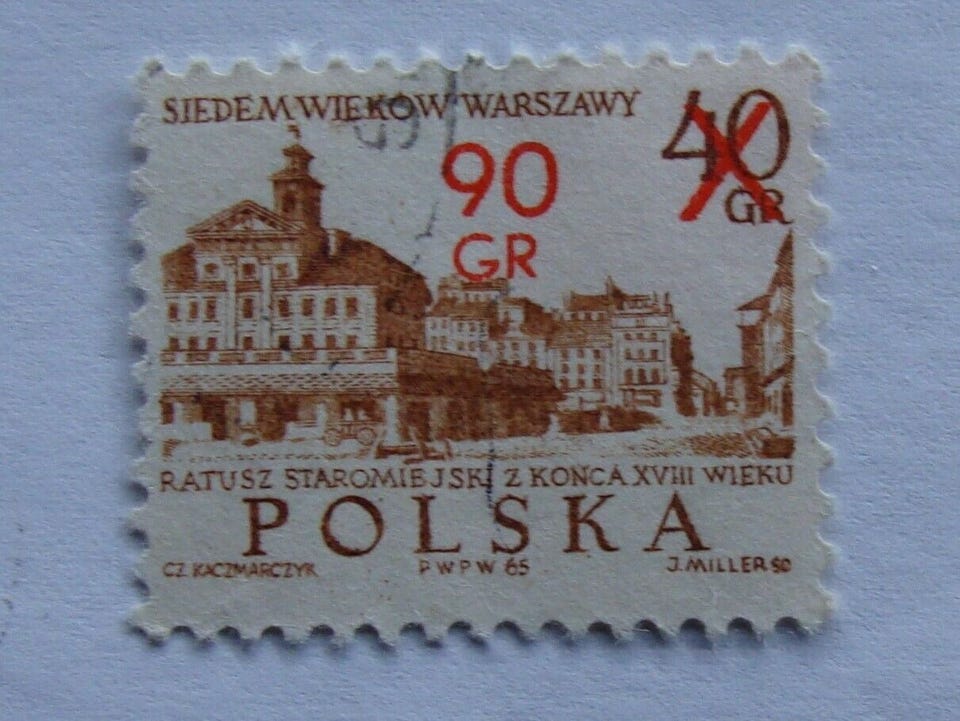 SIEDEM WIEKÓW WARSZAWY
40
GR
90
GR
RATUSZ STAROMIEJSKI Z KOŃCA XVIII WIEKU
POLSKA
CZ. KACZMARCZYK PWPW 65 J. MILLER SC